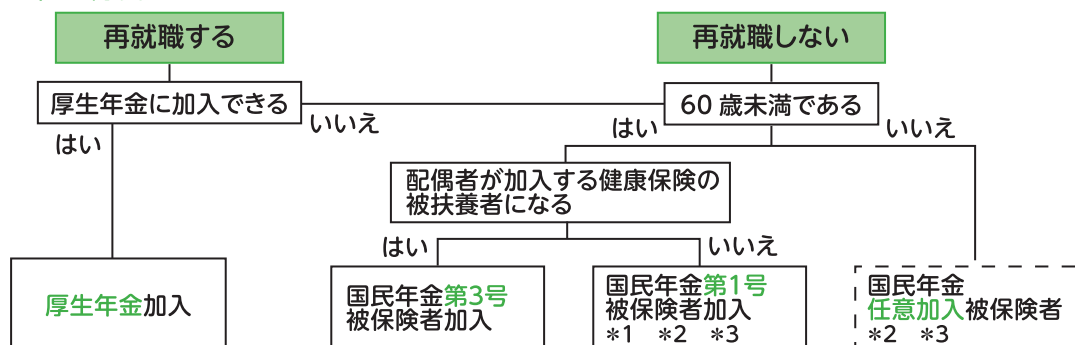 再就職する
再就職しない
厚生年金に加入できる
60歳未満である
はい
いいえ
はい
いいえ
配偶者が加入する健康保険の
被扶養者になる
はい
いいえ
厚生年金加入
国民年金第3号
被保険者加入
国民年金第1号
被保険者加入
*1 *2 *3
国民年金
任意加入被保険者
*2 *3